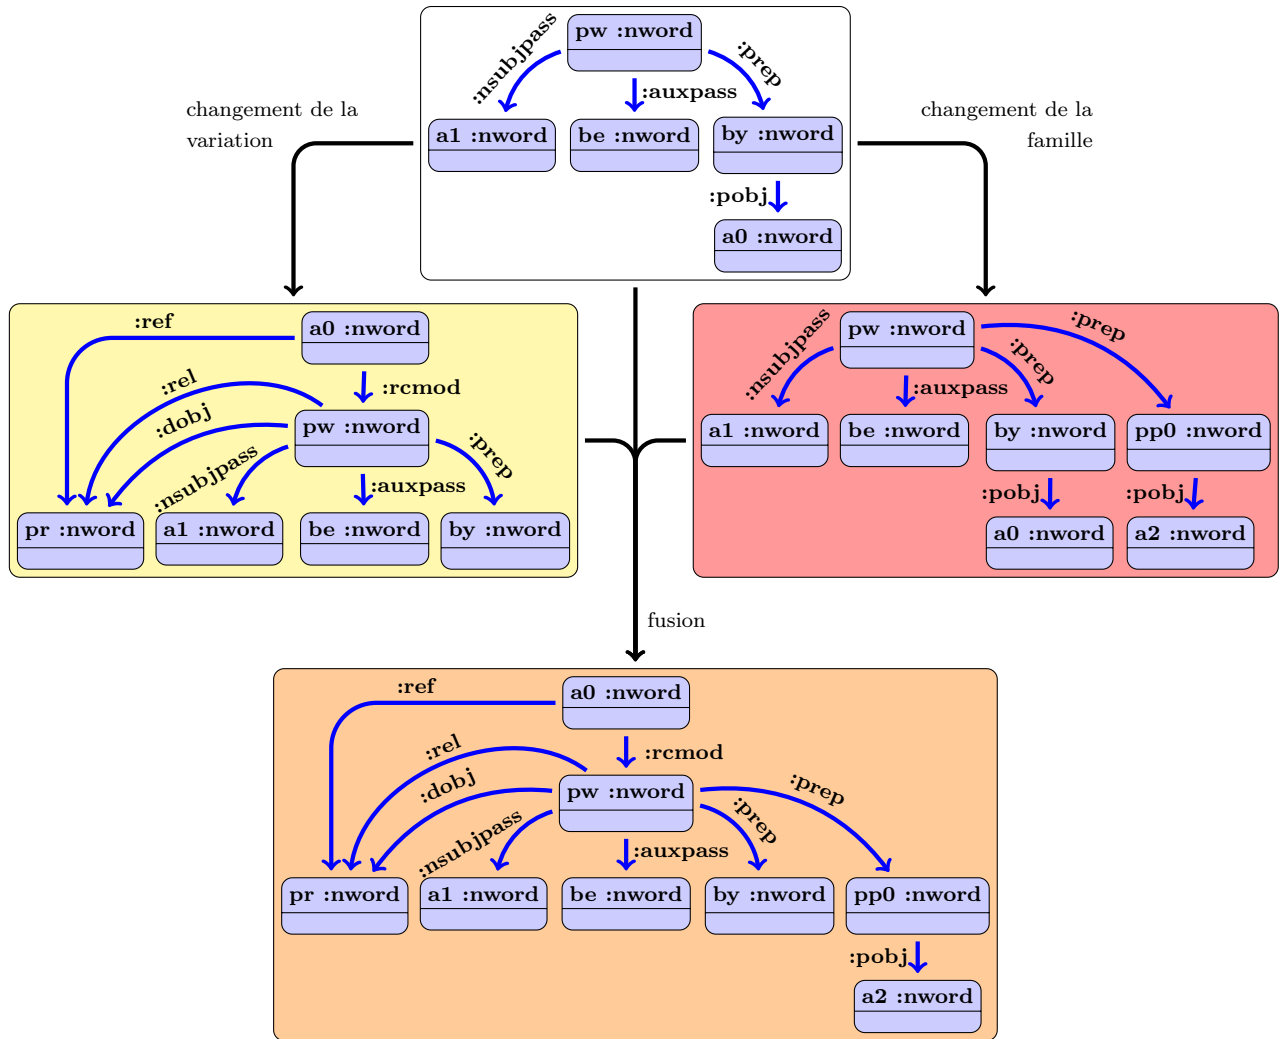 pw :nword
:nsubjpass
:prep
:auxpass
changement de la
variation
changement de la
famille
a1 :nword
be :nword
by :nword
:pobj
a0 :nword
:ref
a0 :nword
:rel
:rcmod
:dobj
pw :nword
:prep
:nsubjpass
:auxpass
pr :nword
a1 :nword
be :nword
by :nword
pw :nword
:prep
:nsubjpass
:prep
:auxpass
a1 :nword
be :nword
by :nword
pp0 :nword
:pobj
:pobj
a0 :nword
a2 :nword
fusion
:ref
a0 :nword
:rel
:rcmod
:dobj
pw :nword
:prep
:prep
:nsubjpass
:auxpass
pr :nword
a1 :nword
be :nword
by :nword
pp0 :nword
:pobj
a2 :nword